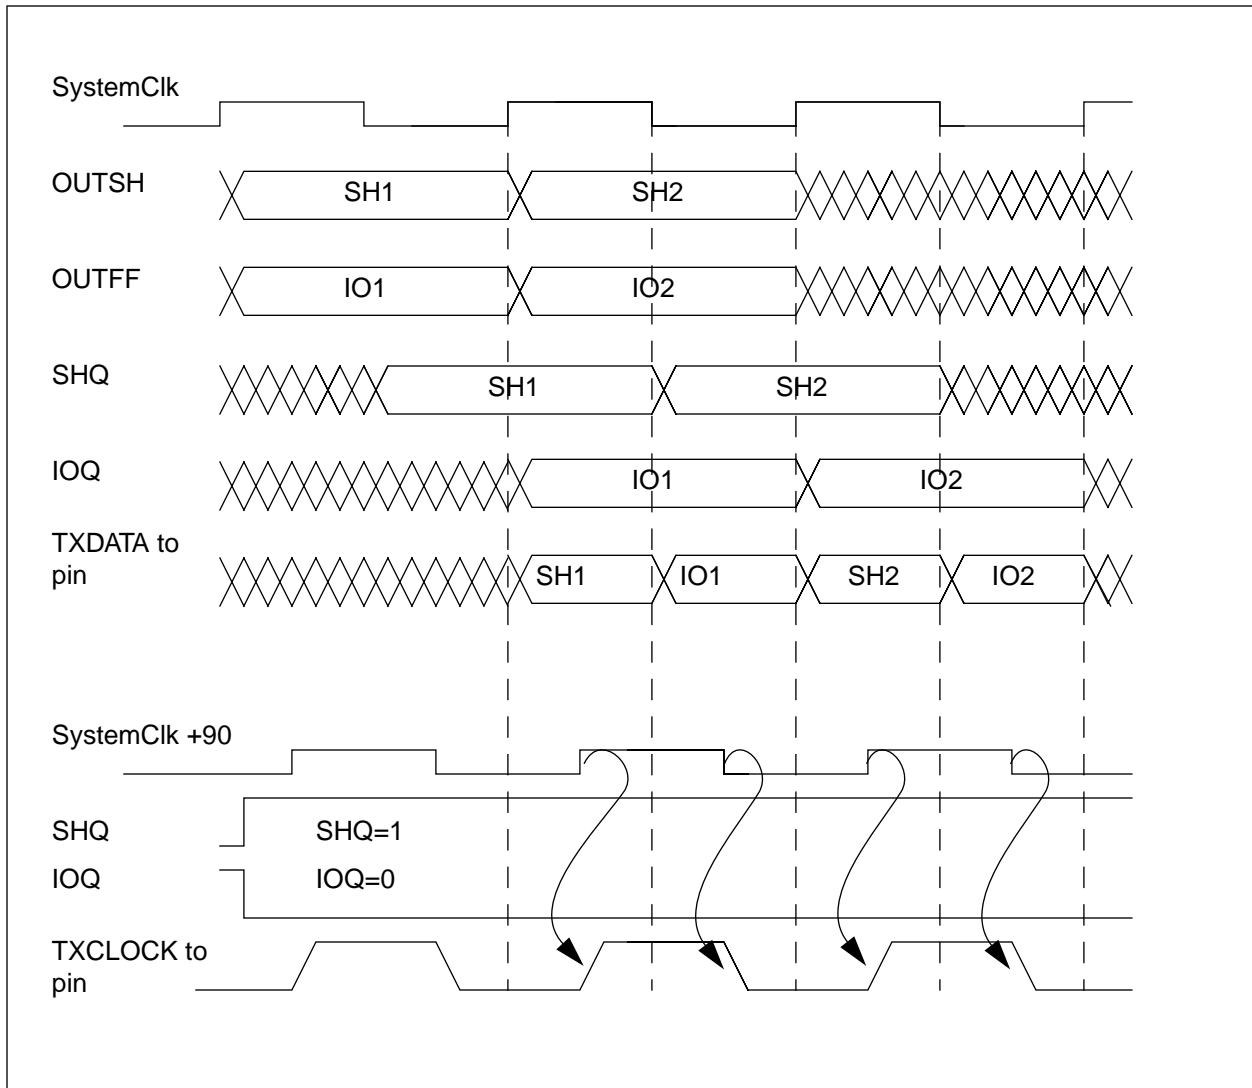 SystemClk
OUTSH
SH1
SH2
OUTFF
IO1
IO2
SHQ
SH1
SH2
IOQ
IO1
IO2
TXDATA to
pin
SH1
IO1
SH2
IO2
SystemClk +90
SHQ
SHQ=1
IOQ
IOQ=0
TXCLOCK to
pin